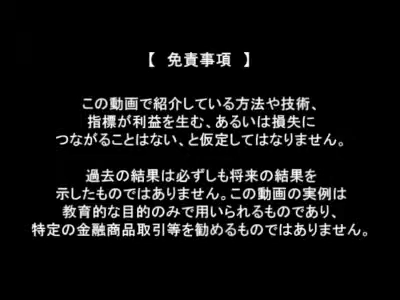 【 免責事項 】
この動画で紹介している方法や技術、
指標が利益を生む、あるいは損失に
つながることはない、と仮定してはなりません。
過去の結果は必ずしも将来の結果を
示したものではありません。この動画の実例は
教育的な目的のみで用いられるものであり、
特定の金融商品取引等を勧めるものではありません。